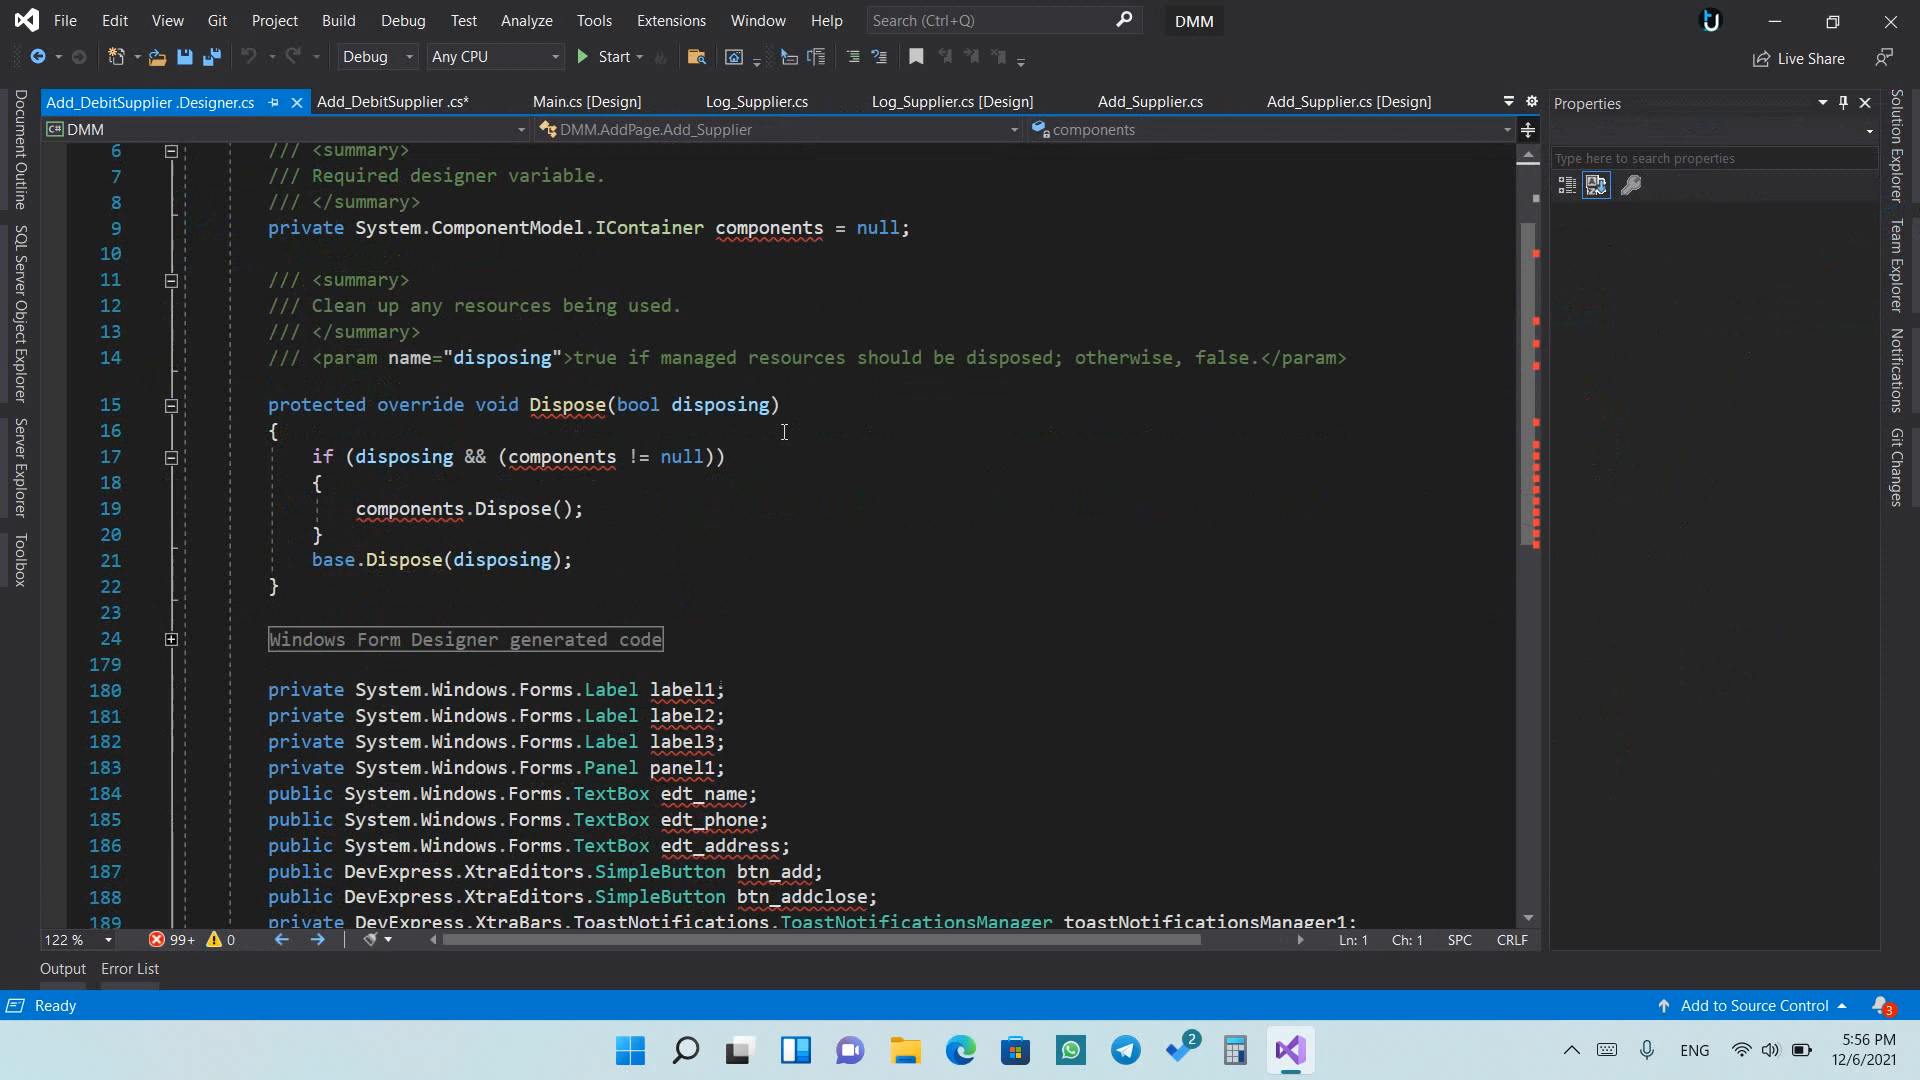 File Edit View Git Project Build Debug Test Analyze Tools Extensions Window Help Search (Ctrl+Q) DMM
Debug Any CPU Start Live Share
Add_DebitSupplier .Designer.cs Add_DebitSupplier .cs* Main.cs [Design] Log_Supplier.cs Log_Supplier.cs [Design] Add_Supplier.cs Add_Supplier.cs [Design] Properties
C# DMM DMM.AddPage.Add_Supplier components
Document Outline
SQL Server Object Explorer
Server Explorer
Toolbox
6 /// <summary>
7 /// Required designer variable.
8 /// </summary>
9 private System.ComponentModel.IContainer components = null;
10
11 /// <summary>
12 /// Clean up any resources being used.
13 /// </summary>
14 /// <param name="disposing">true if managed resources should be disposed; otherwise, false.</param>
15 protected override void Dispose(bool disposing)
16 {
17 if (disposing && (components != null))
18 {
19 components.Dispose();
20 }
21 base.Dispose(disposing);
22 }
23
24 Windows Form Designer generated code
179
180 private System.Windows.Forms.Label label1;
181 private System.Windows.Forms.Label label2;
182 private System.Windows.Forms.Label label3;
183 private System.Windows.Forms.Panel panel1;
184 public System.Windows.Forms.TextBox edt_name;
185 public System.Windows.Forms.TextBox edt_phone;
186 public System.Windows.Forms.TextBox edt_address;
187 public DevExpress.XtraEditors.SimpleButton btn_add;
188 public DevExpress.XtraEditors.SimpleButton btn_addclose;
189 private DevExpress.XtraBars.ToastNotifications.ToastNotificationsManager toastNotificationsManager1;
Type here to search properties
Solution Explorer
Team Explorer
Notifications
Git Changes
122 % 99+ 0 Ln: 1 Ch: 1 SPC CRLF
Output Error List
Ready Add to Source Control 3
2
ENG
5:56 PM
12/6/2021